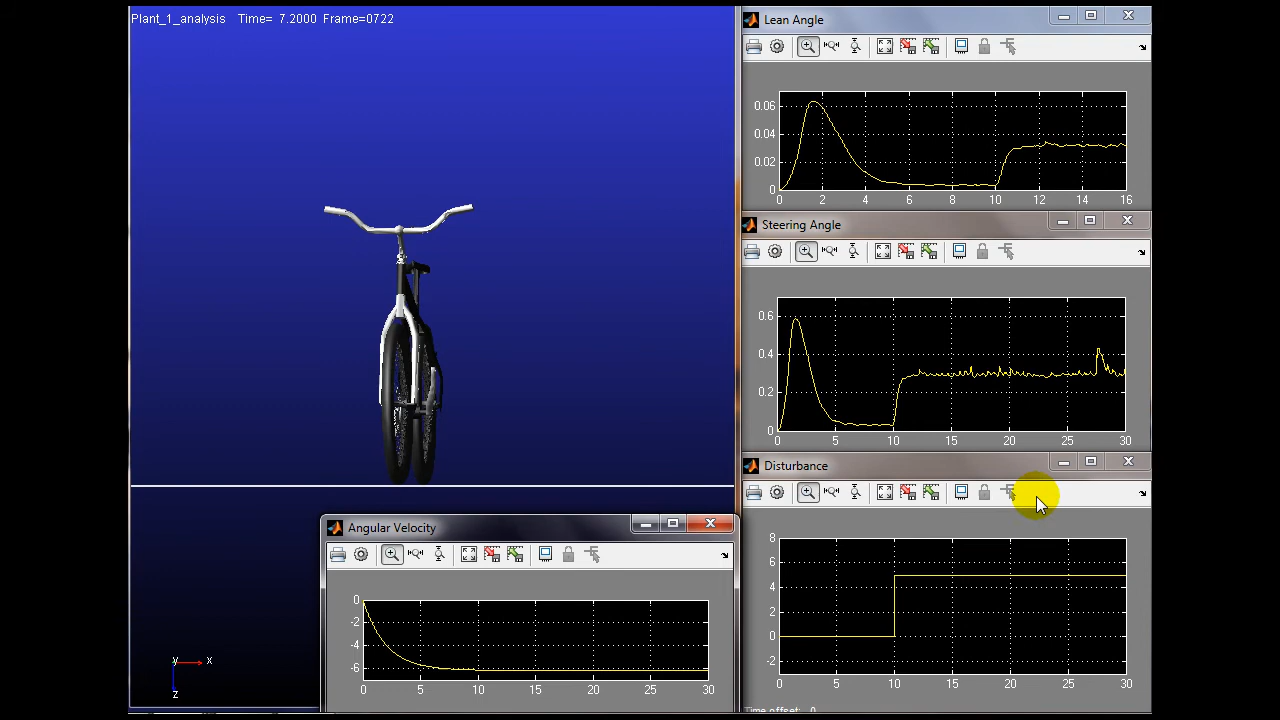 Plant_1_analysis Time= 7.2000 Frame=0722
y x
z
Lean Angle
0.06
0.04
0.02
0
0 2 4 6 8 10 12 14 16
Steering Angle
0.6
0.4
0.2
0
0 5 10 15 20 25 30
Disturbance
8
6
4
2
0
-2
0 5 10 15 20 25 30
Time offset: 0
Angular Velocity
0
-2
-4
-6
0 5 10 15 20 25 30